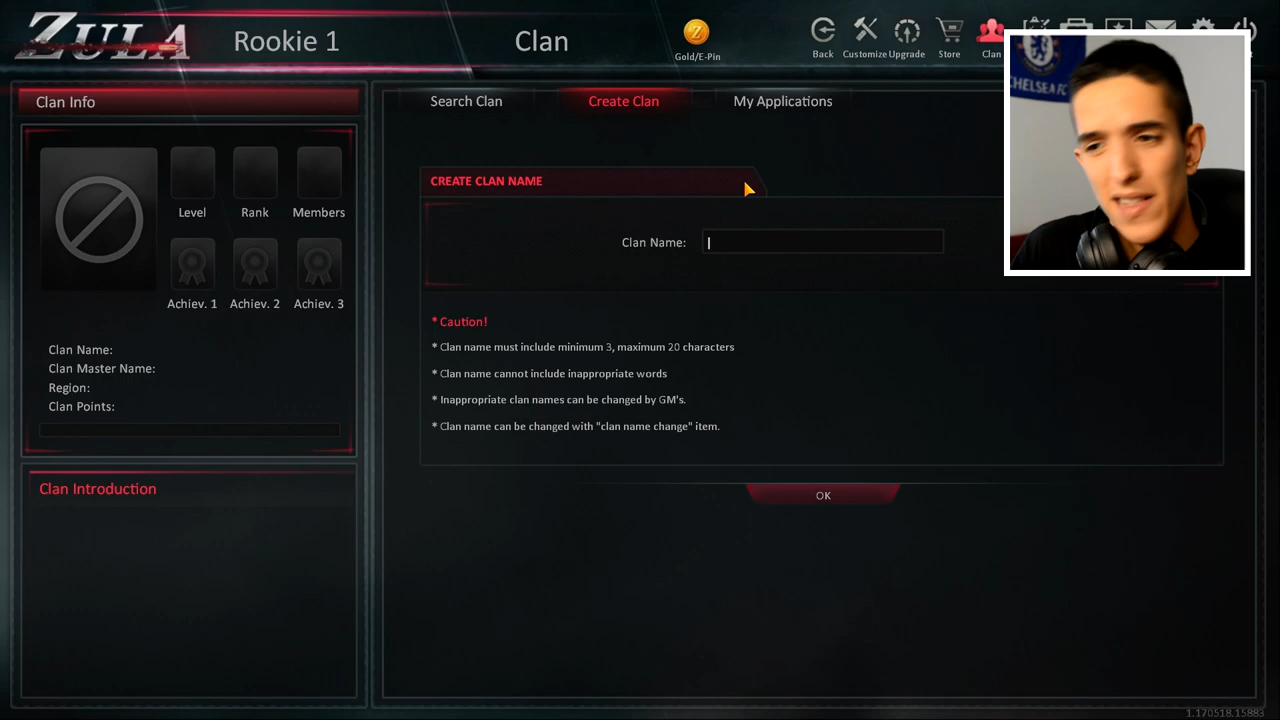 ZULA
Rookie 1
Clan
Gold/E-Pin
Back
Customize
Upgrade
Store
Clan
CHELSEA FC
Clan Info
Level
Rank
Members
Achiev. 1
Achiev. 2
Achiev. 3
Clan Name:
Clan Master Name:
Region:
Clan Points:
Clan Introduction
Search Clan
Create Clan
My Applications
CREATE CLAN NAME
Clan Name:
* Caution!
* Clan name must include minimum 3, maximum 20 characters
* Clan name cannot include inappropriate words
* Inappropriate clan names can be changed by GM's.
* Clan name can be changed with "clan name change" item.
OK
1.170518.15883